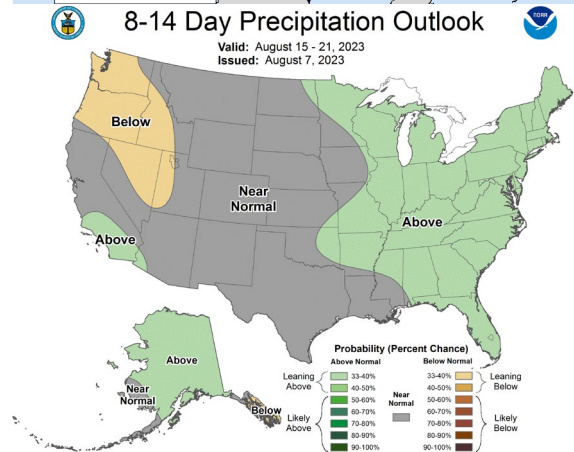 8-14 Day Precipitation Outlook
NOAA
Valid: August 15 - 21, 2023
Issued: August 7, 2023
Below
Near
Normal
Above
Above
Above
Near
Normal
Below
Probability (Percent Chance)
Above Normal
Below Normal
Leaning
Above
33-40%
40-50%
Likely
Above
50-60%
60-70%
70-80%
80-90%
90-100%
Near
Normal
33-40%
40-50%
Leaning
Below
50-60%
60-70%
70-80%
80-90%
90-100%
Likely
Below